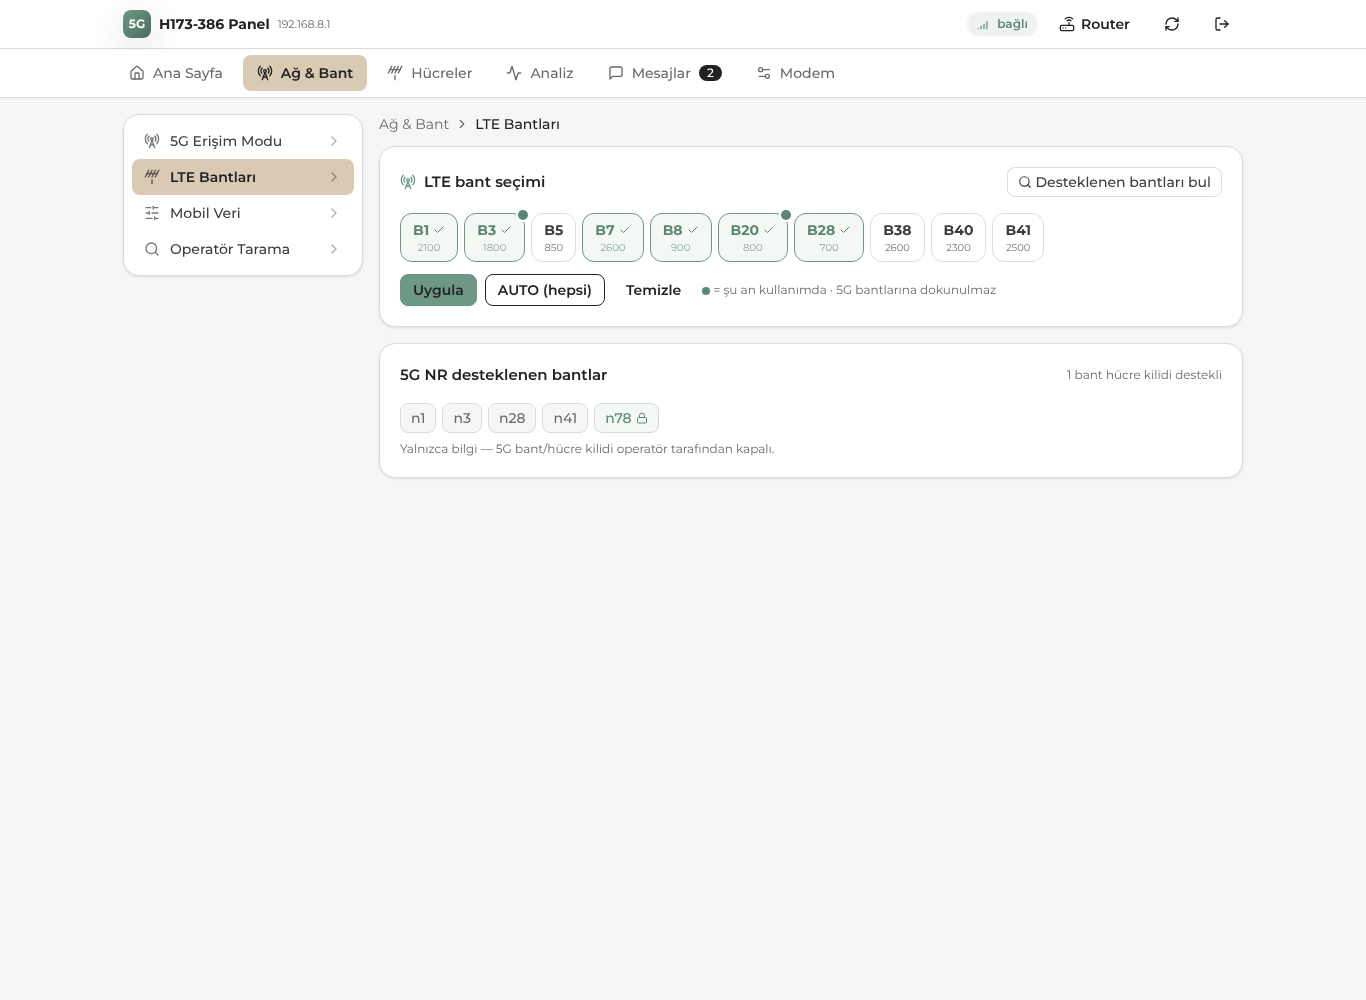 5G H173-386 Panel 192.168.8.1 bağlı Router
Ana Sayfa Ağ & Bant Hücreler Analiz Mesajlar 2 Modem
5G Erişim Modu
LTE Bantları
Mobil Veri
Operatör Tarama
Ağ & Bant > LTE Bantları
LTE bant seçimi Desteklenen bantları bul
B1 B3 B5 B7 B8 B20 B28 B38 B40 B41
2100 1800 850 2600 900 800 700 2600 2300 2500
Uygula AUTO (hepsi) Temizle = şu an kullanımda · 5G bantlarına dokunulmaz
5G NR desteklenen bantlar 1 bant hücre kilidi destekli
n1 n3 n28 n41 n78
Yalnızca bilgi — 5G bant/hücre kilidi operatör tarafından kapalı.